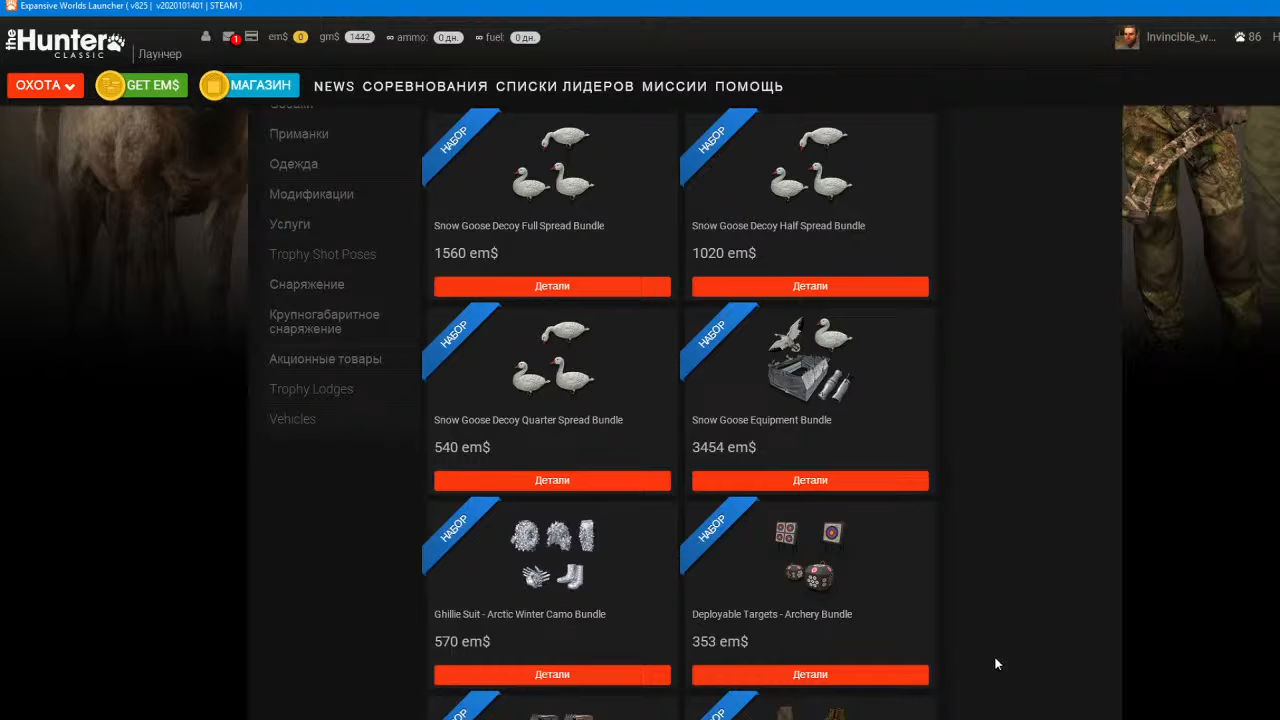 Expansive Worlds Launcher ( v825 | v2020101401 | STEAM )
theHunter
CLASSIC
Лаунчер
1
em$ 0 gm$ 1442 ∞ ammo: 0 дн. ∞ fuel: 0 дн.
Invincible_w... 86 H
ОХОТА GET EM$ МАГАЗИН NEWS СОРЕВНОВАНИЯ СПИСКИ ЛИДЕРОВ МИССИИ ПОМОЩЬ
Приманки
Одежда
Модификации
Услуги
Trophy Shot Poses
Снаряжение
Крупногабаритное
снаряжение
Акционные товары
Trophy Lodges
Vehicles
НАБОР
Snow Goose Decoy Full Spread Bundle
1560 em$
Детали
НАБОР
Snow Goose Decoy Half Spread Bundle
1020 em$
Детали
НАБОР
Snow Goose Decoy Quarter Spread Bundle
540 em$
Детали
НАБОР
Snow Goose Equipment Bundle
3454 em$
Детали
НАБОР
Ghillie Suit - Arctic Winter Camo Bundle
570 em$
Детали
НАБОР
Deployable Targets - Archery Bundle
353 em$
Детали